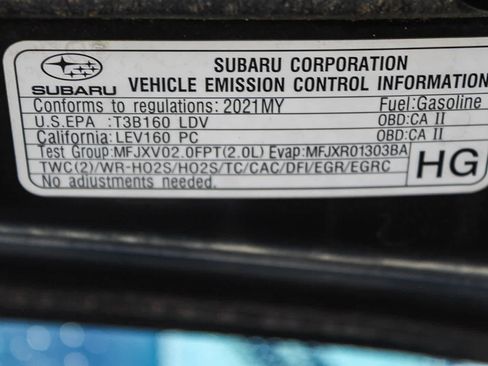 SUBARU CORPORATION
SUBARU VEHICLE EMISSION CONTROL INFORMATION
Conforms to regulations: 2021MY Fuel:Gasoline
U.S.EPA :T3B160 LDV OBD:CA II
California:LEV160 PC OBD:CA II
Test Group:MFJXV02.0FPT(2.0L) Evap:MFJXR01303BA
TWC(2)/WR-HO2S/HO2S/TC/CAC/DFI/EGR/EGRC
No adjustments needed.
HG